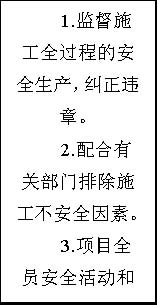 1.监督施
工全过程的安
全生产，纠正违
章。
2.配合有
关部门排除施
工不安全因素。
3.项目全
员安全活动和